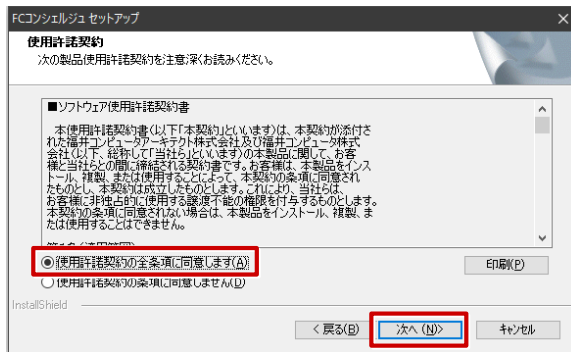 FCコンシェルジュ セットアップ
使用許諾契約
次の製品使用許諾契約を注意深くお読みください。
■ソフトウェア使用許諾契約書
本使用許諾契約書(以下「本契約」といいます)は、本契約が添付さ
れた福井コンピュータアーキテクト株式会社及び福井コンピュータ株式
会社(以下、総称して「当社ら」といいます)の本製品に関して、お客
様と当社らとの間に締結される契約書です。お客様は、本製品をインス
トール、複製、または使用することによって、本契約の条項に同意され
たものとし、本契約は成立したものとします。これにより、当社らは、
お客様に非独占的に使用する譲渡不能の権限を付与するものとします。
本契約の条項に同意されない場合は、本製品をインストール、複製、ま
たは使用することはできません。
使用許諾契約の全条項に同意します(A)
印刷(P)
使用許諾契約の条項に同意しません(D)
InstallShield
< 戻る(B)
次へ (N)>
キャンセル